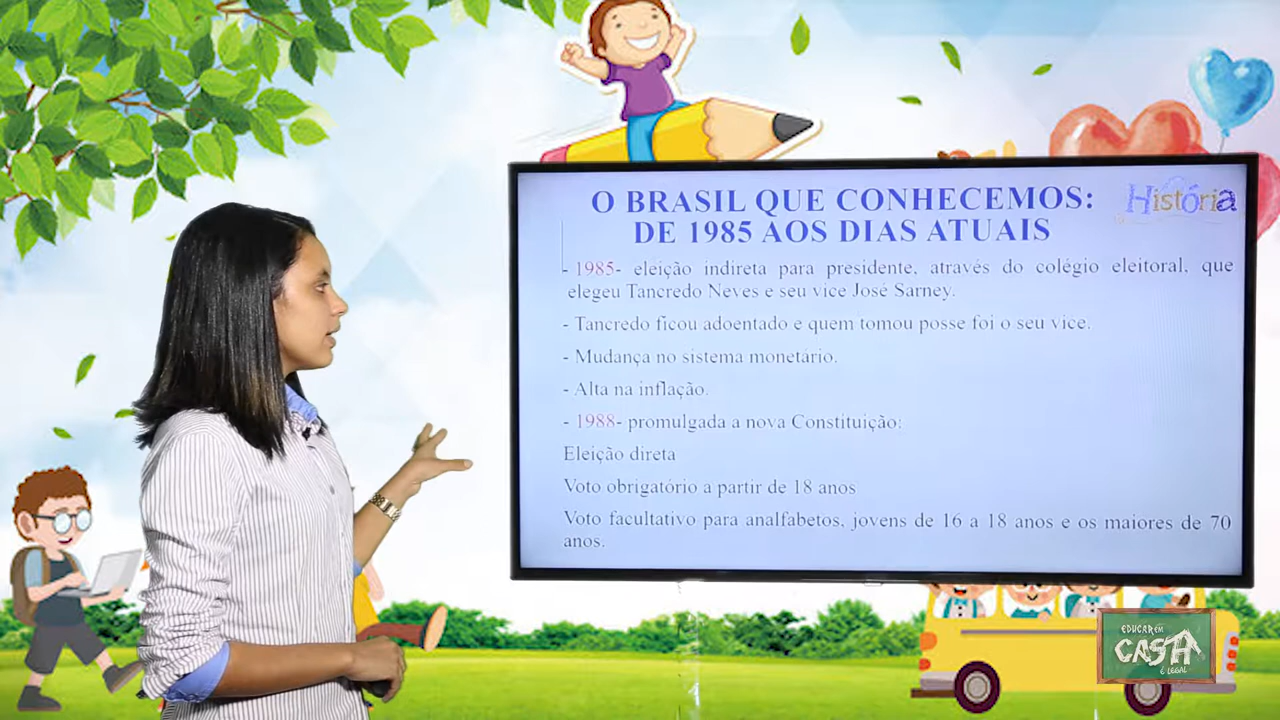 O BRASIL QUE CONHECEMOS:
DE 1985 AOS DIAS ATUAIS
História
- 1985- eleição indireta para presidente, através do colégio eleitoral, que
elegeu Tancredo Neves e seu vice José Sarney.
- Tancredo ficou adoentado e quem tomou posse foi o seu vice.
- Mudança no sistema monetário.
- Alta na inflação.
- 1988- promulgada a nova Constituição:
Eleição direta
Voto obrigatório a partir de 18 anos
Voto facultativo para analfabetos, jovens de 16 a 18 anos e os maiores de 70
anos.
EDUCAR EM
CASA
É LEGAL